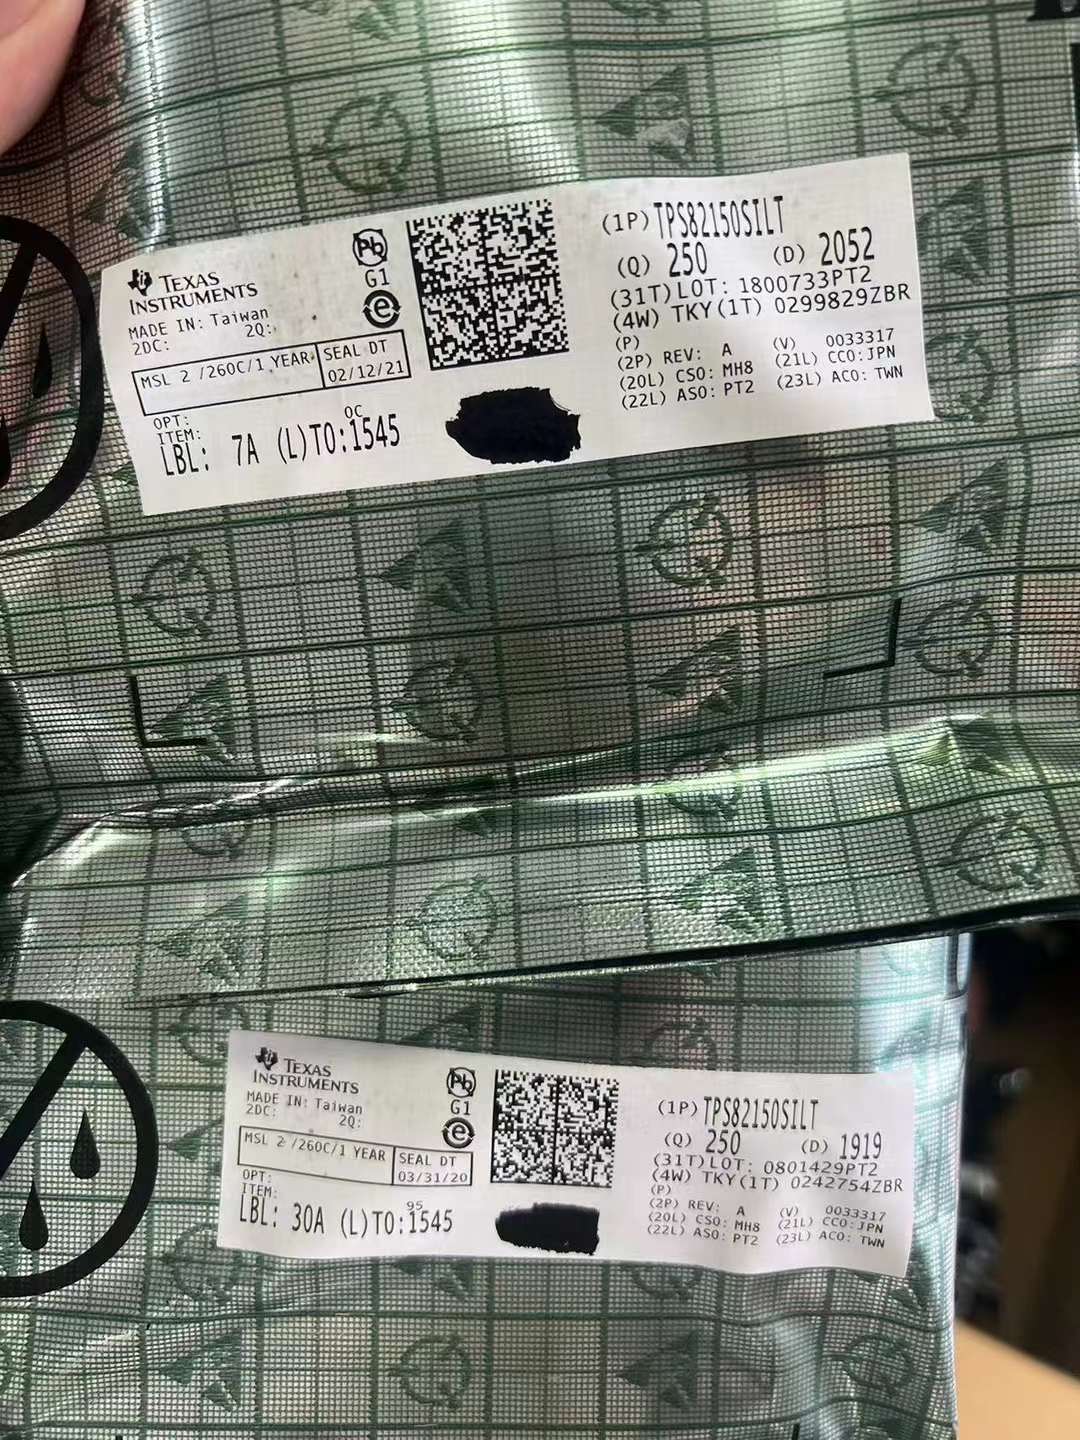 TEXAS
INSTRUMENTS
MADE IN: Taiwan
2DC: 2Q:
MSL 2 /260C/1 YEAR
SEAL DT
02/12/21
OPT:
ITEM:
LBL: 7A (L)TO:1545
0C
Pb
G1
e
(1P) TPS82150SILT
(Q) 250 (D) 2052
(31T)LOT: 1800733PT2
(4W) TKY(1T) 0299829ZBR
(P)
(2P) REV: A (V) 0033317
(20L) CSO: MH8 (21L) CCO:JPN
(22L) ASO: PT2 (23L) ACO: TWN
TEXAS
INSTRUMENTS
MADE IN: Taiwan
2DC: 2Q:
MSL 2 /260C/1 YEAR
SEAL DT
03/31/20
OPT:
ITEM:
LBL: 30A (L)TO:1545
95
Pb
G1
e
(1P) TPS82150SILT
(Q) 250 (D) 1919
(31T)LOT: 0801429PT2
(4W) TKY(1T) 0242754ZBR
(P)
(2P) REV: A (V) 0033317
(20L) CSO: MH8 (21L) CCO:JPN
(22L) ASO: PT2 (23L) ACO: TWN